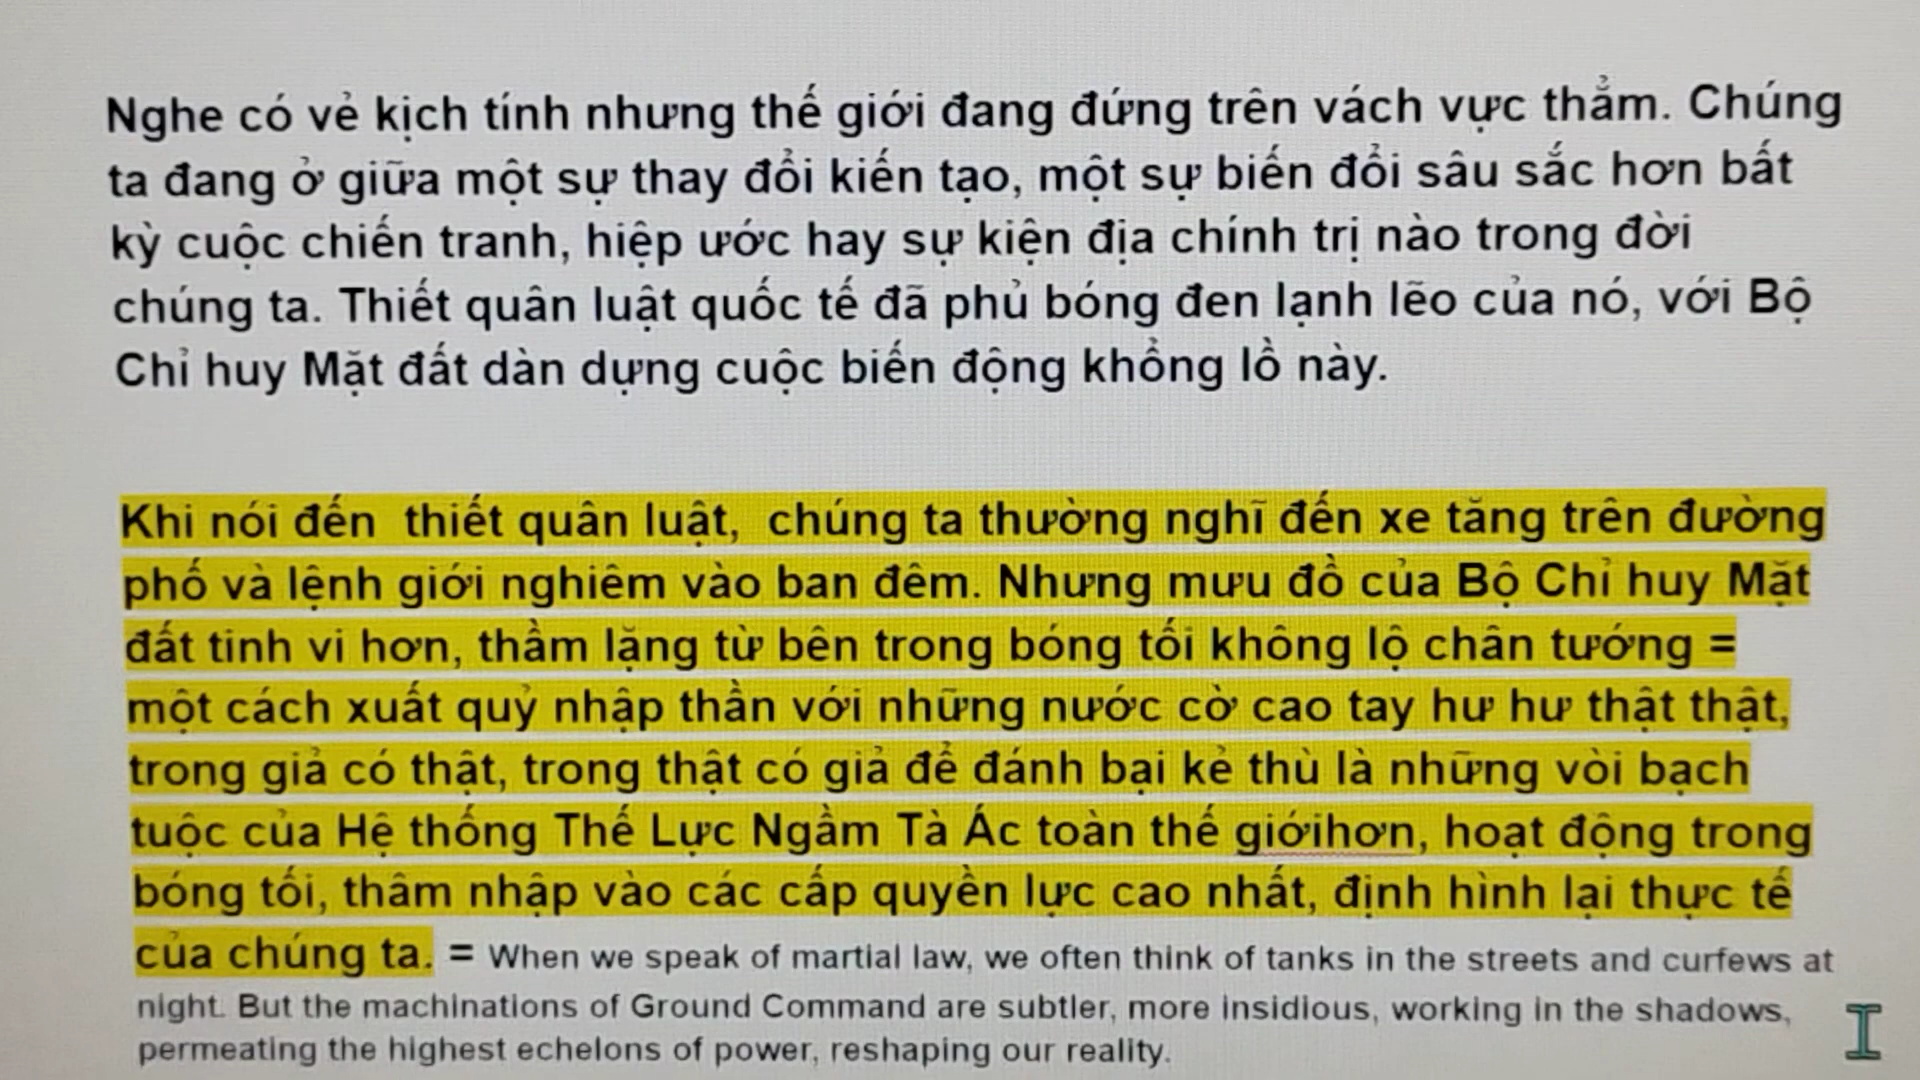 Nghe có vẻ kịch tính nhưng thế giới đang đứng trên vách vực thẳm. Chúng
ta đang ở giữa một sự thay đổi kiến tạo, một sự biến đổi sâu sắc hơn bất
kỳ cuộc chiến tranh, hiệp ước hay sự kiện địa chính trị nào trong đời
chúng ta. Thiết quân luật quốc tế đã phủ bóng đen lạnh lẽo của nó, với Bộ
Chỉ huy Mặt đất dàn dựng cuộc biến động khổng lồ này.
Khi nói đến  thiết quân luật,  chúng ta thường nghĩ đến xe tăng trên đường
phố và lệnh giới nghiêm vào ban đêm. Nhưng mưu đồ của Bộ Chỉ huy Mặt
đất tinh vi hơn, thầm lặng từ bên trong bóng tối không lộ chân tướng =
một cách xuất quỷ nhập thần với những nước cờ cao tay hư hư thật thật,
trong giả có thật, trong thật có giả để đánh bại kẻ thù là những vòi bạch
tuộc của Hệ thống Thế Lực Ngầm Tà Ác toàn thế giớihơn, hoạt động trong
bóng tối, thâm nhập vào các cấp quyền lực cao nhất, định hình lại thực tế
của chúng ta. = When we speak of martial law, we often think of tanks in the streets and curfews at
night. But the machinations of Ground Command are subtler, more insidious, working in the shadows,
permeating the highest echelons of power, reshaping our reality.